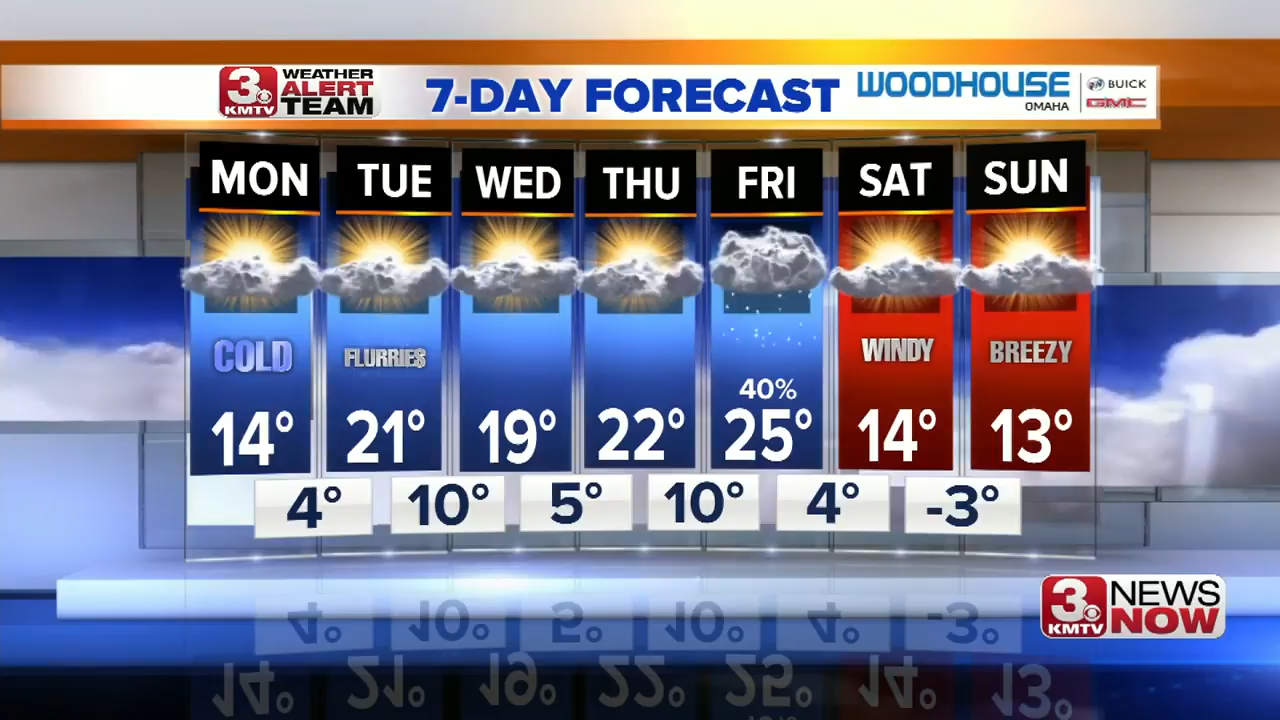 3 KMTV WEATHER ALERT TEAM 7-DAY FORECAST WOODHOUSE OMAHA BUICK GMC
MON TUE WED THU FRI SAT SUN
COLD FLURRIES WINDY BREEZY
40%
14° 21° 19° 22° 25° 14° 13°
4° 10° 5° 10° 4° -3°
3 KMTV NEWS NOW